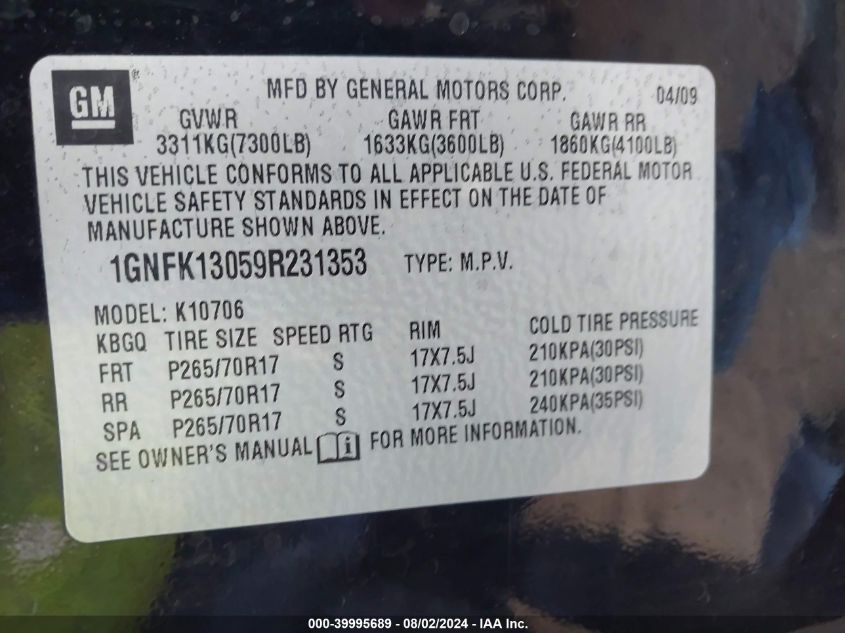 GM ®
MFD BY GENERAL MOTORS CORP. 04/09
GVWR GAWR FRT GAWR RR
3311KG(7300LB) 1633KG(3600LB) 1860KG(4100LB)
THIS VEHICLE CONFORMS TO ALL APPLICABLE U.S. FEDERAL MOTOR
VEHICLE SAFETY STANDARDS IN EFFECT ON THE DATE OF
MANUFACTURE SHOWN ABOVE.
1GNFK13059R231353 TYPE: M.P.V.
MODEL: K10706
KBGQ TIRE SIZE SPEED RTG RIM COLD TIRE PRESSURE
FRT P265/70R17 S 17X7.5J 210KPA(30PSI)
RR P265/70R17 S 17X7.5J 210KPA(30PSI)
SPA P265/70R17 S 17X7.5J 240KPA(35PSI)
SEE OWNER'S MANUAL i FOR MORE INFORMATION.
000-39995689 - 08/02/2024 - IAA Inc.